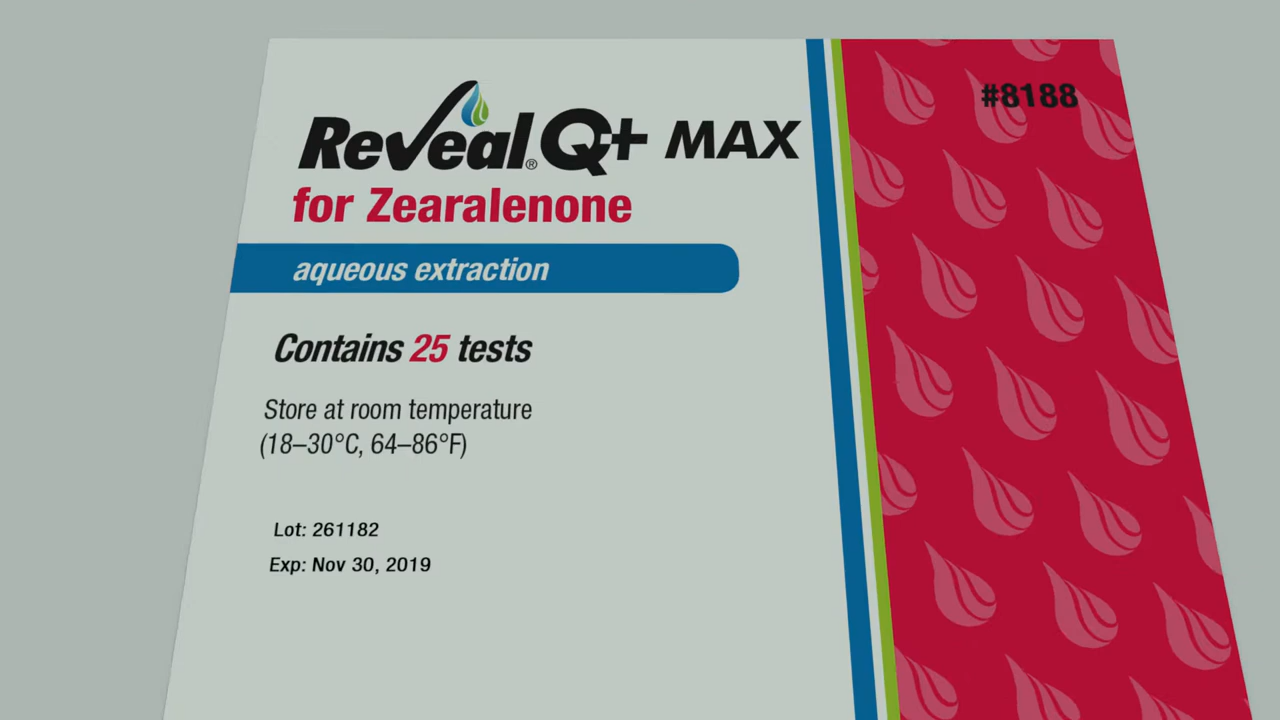 Reveal® Q+ MAX
#8188
for Zearalenone
aqueous extraction
Contains 25 tests
Store at room temperature
(18–30°C, 64–86°F)
Lot: 261182
Exp: Nov 30, 2019